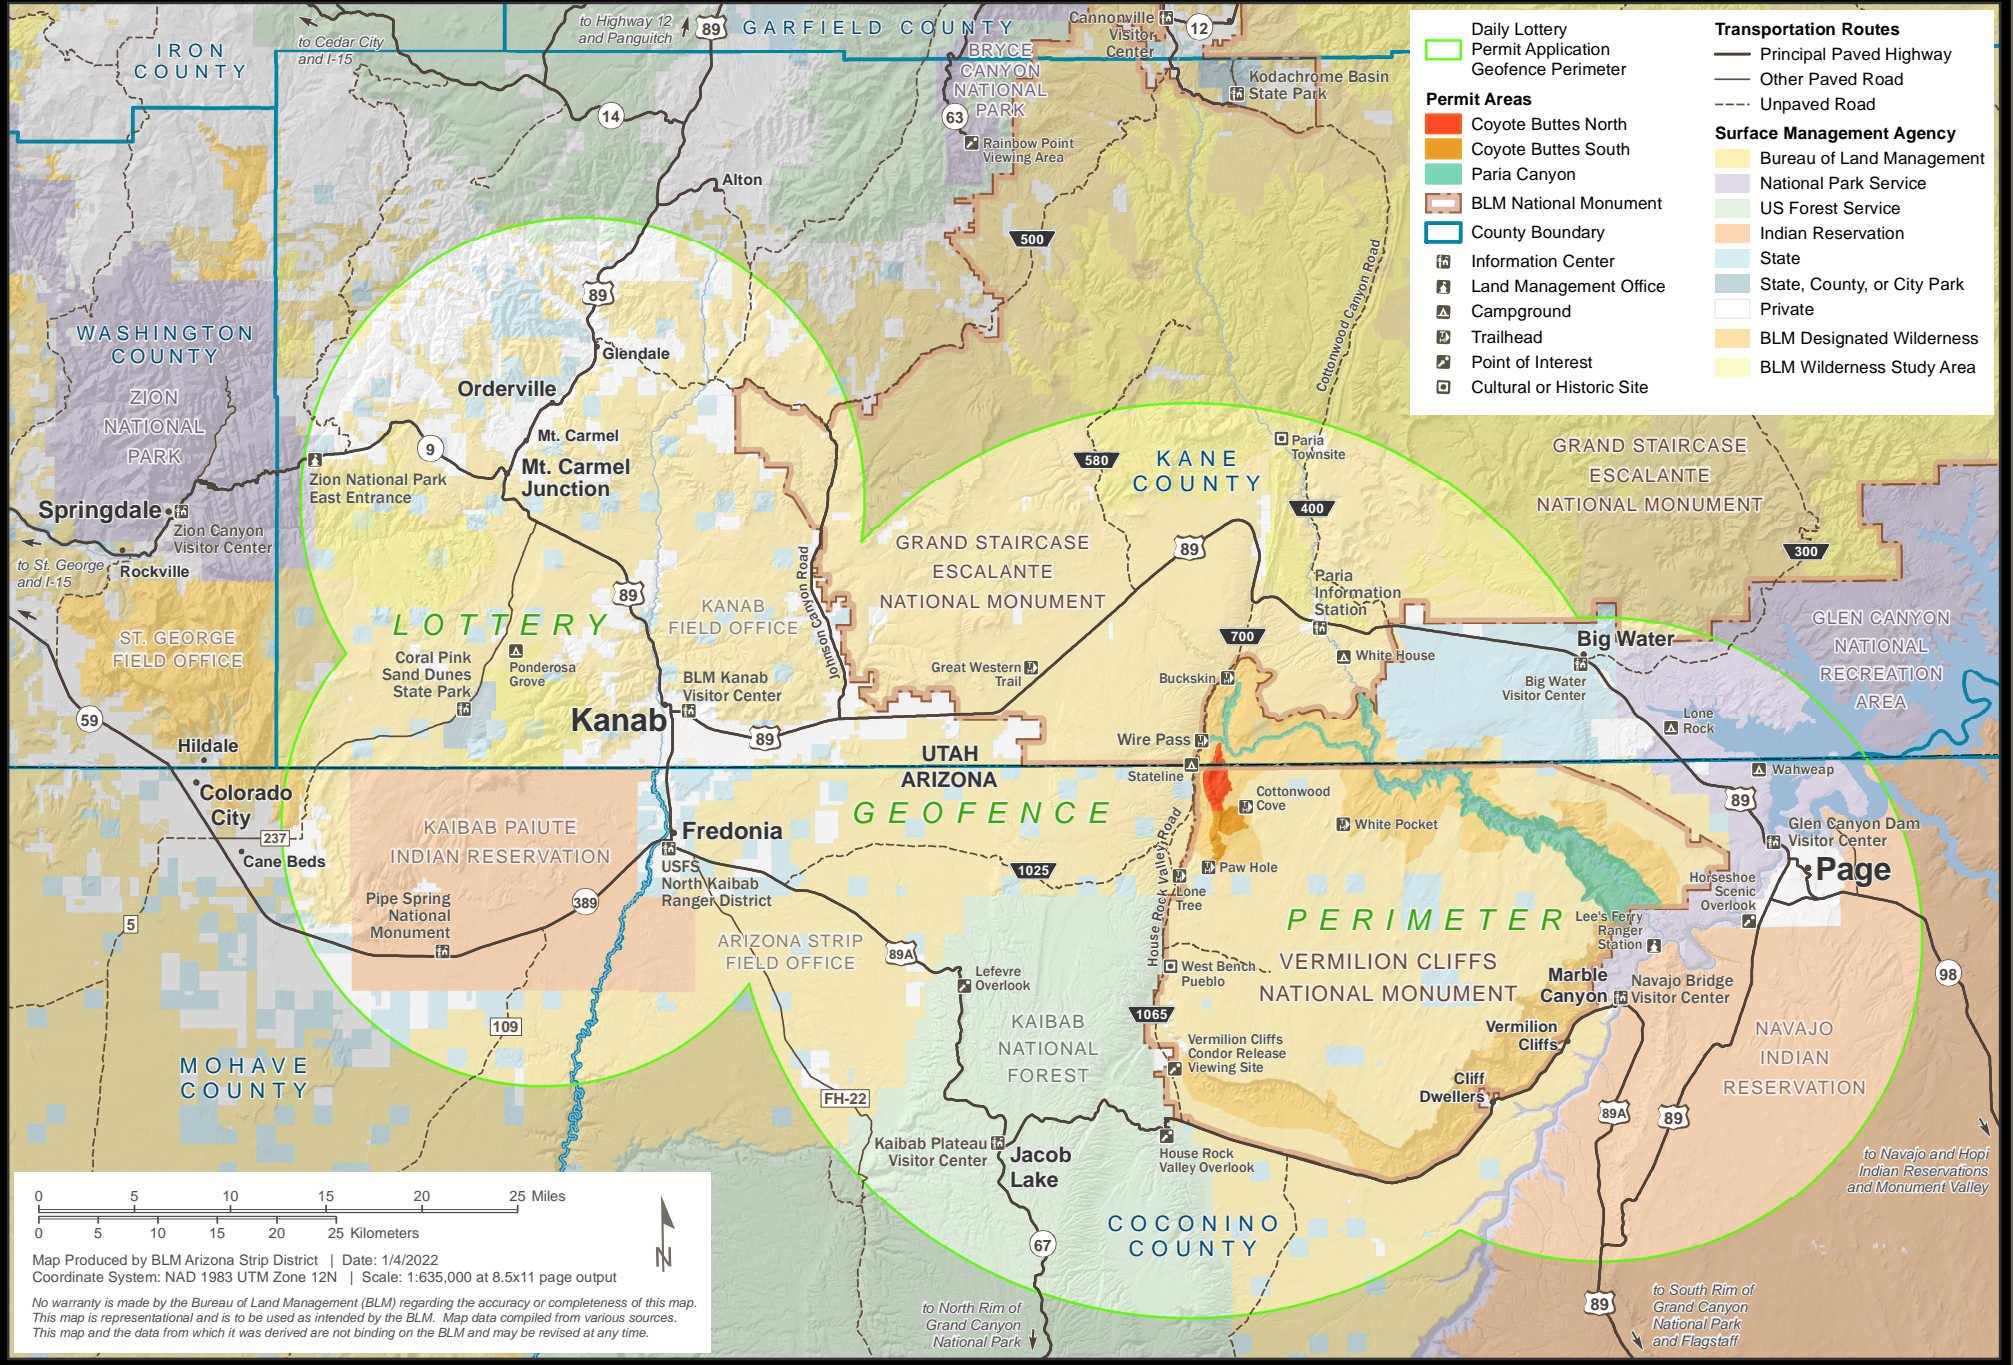 IRON
COUNTY
to Cedar City
and I-15
to Highway 12
and Panguitch
89
GARFIELD COUNTY
BRYCE
CANYON
NATIONAL
PARK
Cannonville
Visitor
Center
12
Kodachrome Basin
State Park
14
63
Rainbow Point
Viewing Area
Alton
500
Cottonwood Canyon Road
Daily Lottery
Permit Application
Geofence Perimeter
Permit Areas
Coyote Buttes North
Coyote Buttes South
Paria Canyon
BLM National Monument
County Boundary
Information Center
Land Management Office
Campground
Trailhead
Point of Interest
Cultural or Historic Site
Transportation Routes
Principal Paved Highway
Other Paved Road
Unpaved Road
Surface Management Agency
Bureau of Land Management
National Park Service
US Forest Service
Indian Reservation
State
State, County, or City Park
Private
BLM Designated Wilderness
BLM Wilderness Study Area
WASHINGTON
COUNTY
ZION
NATIONAL
PARK
89
Glendale
Orderville
Mt. Carmel
Mt. Carmel
Junction
9
Zion National Park
East Entrance
Springdale
Zion Canyon
Visitor Center
Rockville
to St. George
and I-15
ST. GEORGE
FIELD OFFICE
59
Hildale
Colorado
City
237
Cane Beds
5
580
KANE
COUNTY
Paria
Townsite
400
GRAND STAIRCASE
ESCALANTE
NATIONAL MONUMENT
300
GRAND STAIRCASE
ESCALANTE
NATIONAL MONUMENT
89
Paria
Information
Station
89
KANAB
FIELD OFFICE
Johnson Canyon Road
LOTTERY
Coral Pink
Sand Dunes
State Park
Ponderosa
Grove
BLM Kanab
Visitor Center
Kanab
89
Great Western
Trail
700
Buckskin
White House
Big Water
Big Water
Visitor Center
GLEN CANYON
NATIONAL
RECREATION
AREA
Lone
Rock
Wahweap
Wire Pass
Stateline
UTAH
ARIZONA
GEOFENCE
Cottonwood
Cove
White Pocket
Paw Hole
Lone
Tree
House Rock Valley Road
89
Glen Canyon Dam
Visitor Center
Page
Horseshoe
Scenic
Overlook
KAIBAB PAIUTE
INDIAN RESERVATION
Fredonia
USFS
North Kaibab
Ranger District
1025
Pipe Spring
National
Monument
389
109
ARIZONA STRIP
FIELD OFFICE
89A
Lefevre
Overlook
PERIMETER
VERMILION CLIFFS
NATIONAL MONUMENT
West Bench
Pueblo
1065
Lee's Ferry
Ranger
Station
Marble
Canyon
Navajo Bridge
Visitor Center
Vermilion
Cliffs
Cliff
Dwellers
98
NAVAJO
INDIAN
RESERVATION
KAIBAB
NATIONAL
FOREST
Vermilion Cliffs
Condor Release
Viewing Site
MOHAVE
COUNTY
FH-22
Kaibab Plateau
Visitor Center
Jacob
Lake
House Rock
Valley Overlook
89A
89
to Navajo and Hopi
Indian Reservations
and Monument Valley
COCONINO
COUNTY
67
to North Rim of
Grand Canyon
National Park
89
to South Rim of
Grand Canyon
National Park
and Flagstaff
0 5 10 15 20 25 Miles
0 5 10 15 20 25 Kilometers
N
Map Produced by BLM Arizona Strip District | Date: 1/4/2022
Coordinate System: NAD 1983 UTM Zone 12N | Scale: 1:635,000 at 8.5x11 page output
No warranty is made by the Bureau of Land Management (BLM) regarding the accuracy or completeness of this map.
This map is representational and is to be used as intended by the BLM. Map data compiled from various sources.
This map and the data from which it was derived are not binding on the BLM and may be revised at any time.